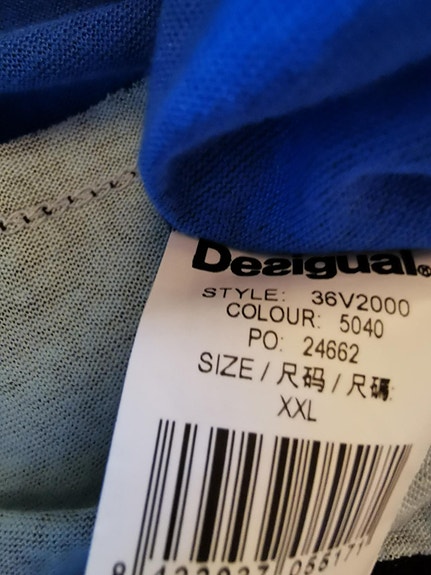 Desigual®
STYLE: 36V2000
COLOUR: 5040
PO: 24662
SIZE / 尺码 / 尺碼:
XXL